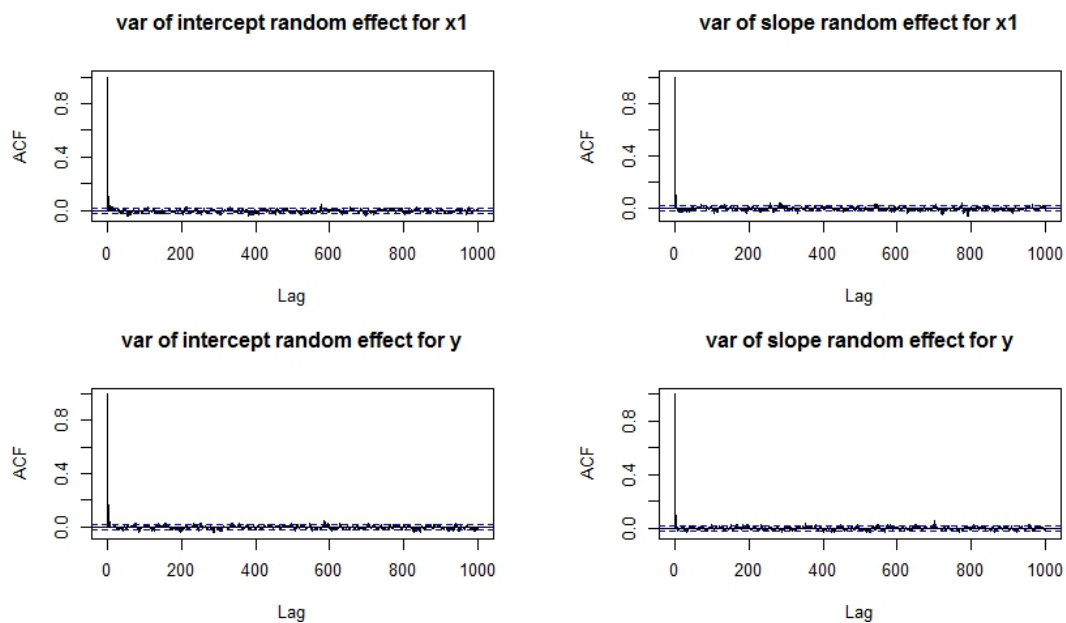 var of intercept random effect for x1
var of slope random effect for x1
ACF
0.0 0.4 0.8
0 200 400 600 800 1000
Lag
ACF
0.0 0.4 0.8
0 200 400 600 800 1000
Lag
var of intercept random effect for y
var of slope random effect for y
ACF
0.0 0.4 0.8
0 200 400 600 800 1000
Lag
ACF
0.0 0.4 0.8
0 200 400 600 800 1000
Lag